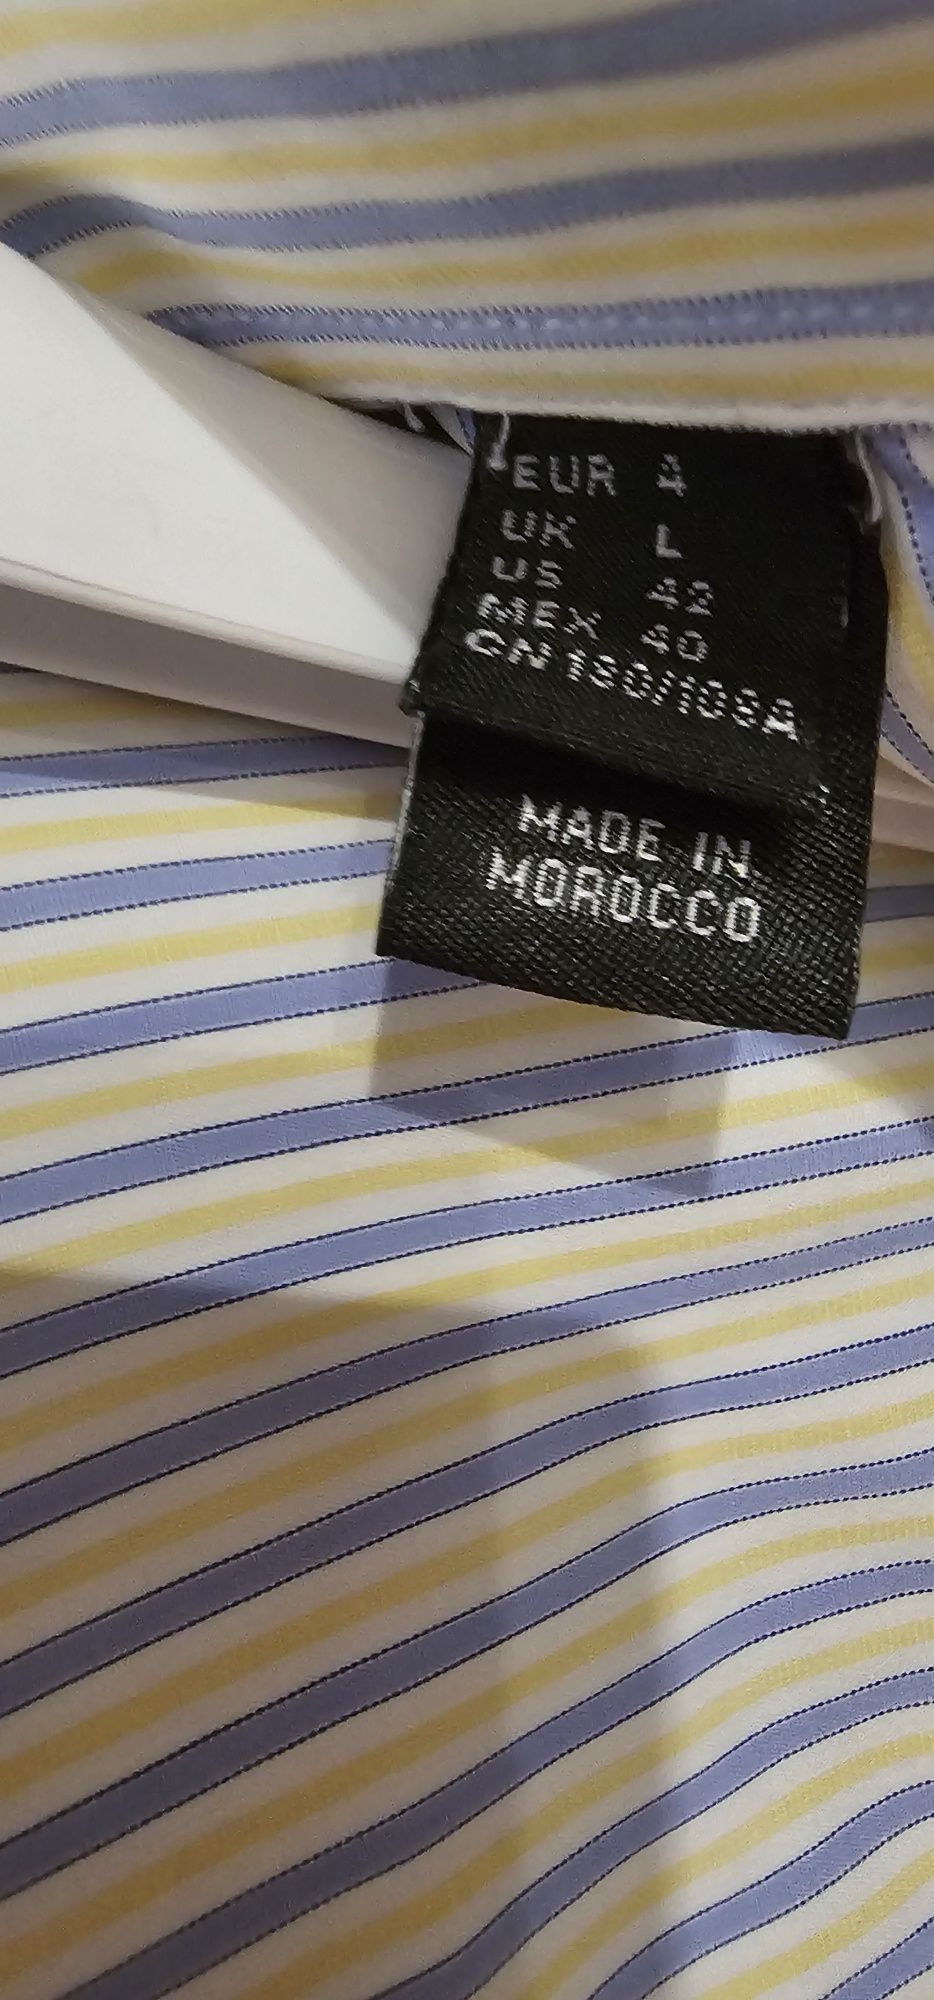 EUR 4
UK L
US 42
MEX 40
CN 180/108A
MADE IN
MOROCCO